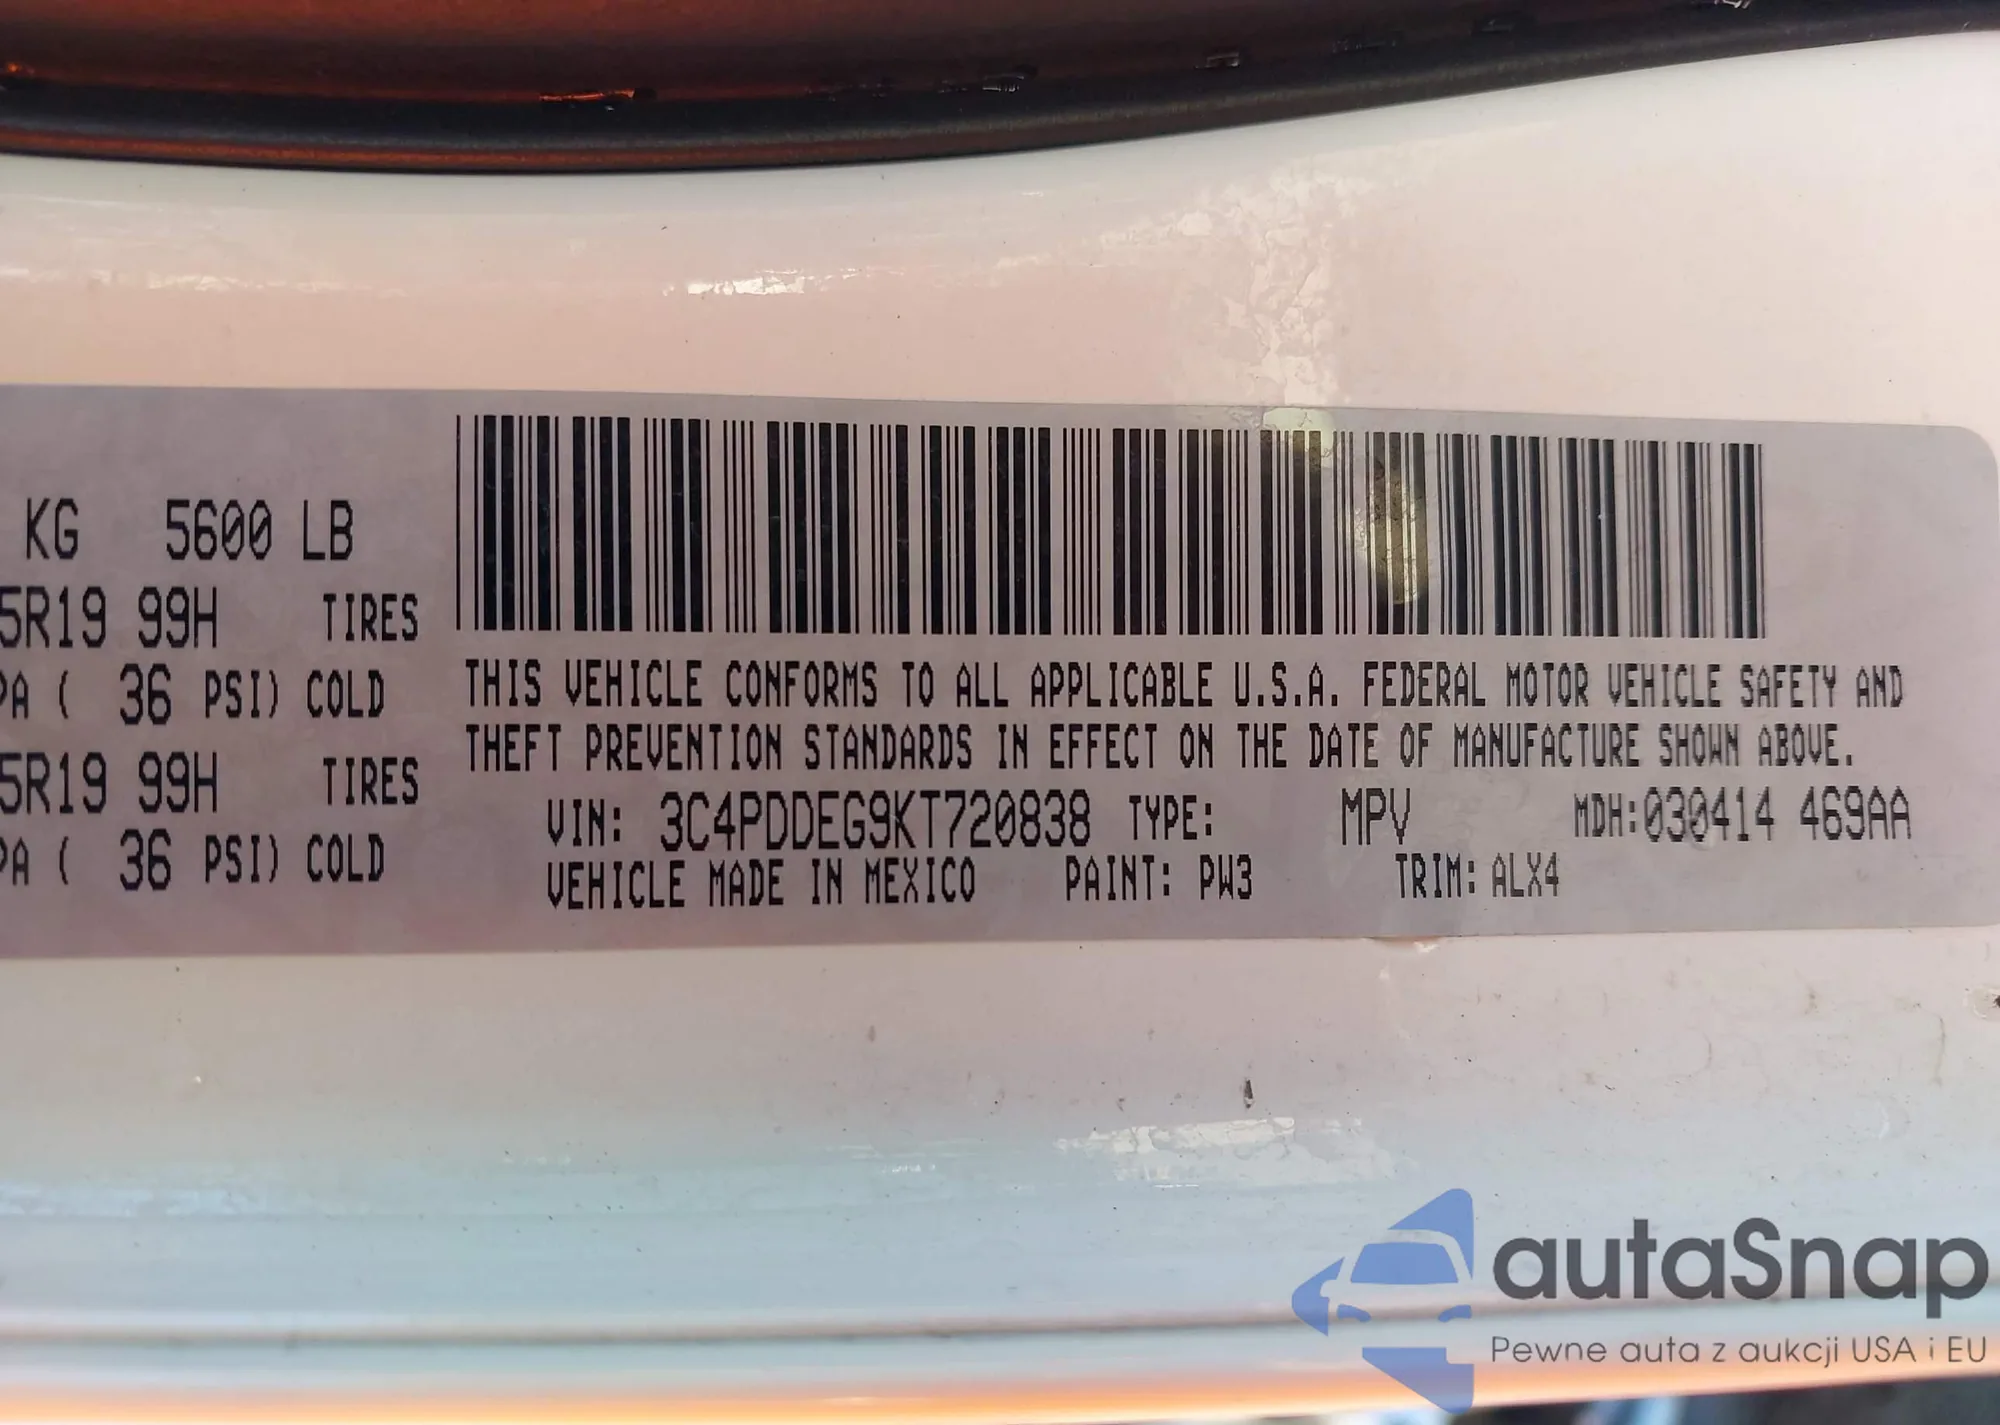 KG 5600 LB
5R19 99H TIRES
PA ( 36 PSI) COLD
5R19 99H TIRES
PA ( 36 PSI) COLD
THIS VEHICLE CONFORMS TO ALL APPLICABLE U.S.A. FEDERAL MOTOR VEHICLE SAFETY AND
THEFT PREVENTION STANDARDS IN EFFECT ON THE DATE OF MANUFACTURE SHOWN ABOVE.
VIN: 3C4PDDEG9KT720838 TYPE: MPV MDH:030414 469AA
VEHICLE MADE IN MEXICO PAINT: PW3 TRIM: ALX4
autaSnap
Pewne auta z aukcji USA i EU